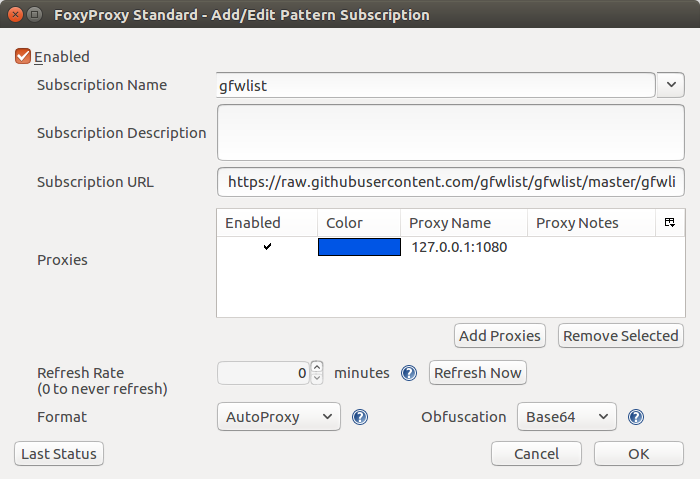 FoxyProxy Standard - Add/Edit Pattern Subscription
Enabled
Subscription Name
gfwlist
Subscription Description
Subscription URL
https://raw.githubusercontent.com/gfwlist/gfwlist/master/gfwli
Enabled Color Proxy Name Proxy Notes
Proxies
127.0.0.1:1080
Add Proxies Remove Selected
Refresh Rate
(0 to never refresh)
0 minutes ? Refresh Now
Format AutoProxy ? Obfuscation Base64 ?
Last Status Cancel OK